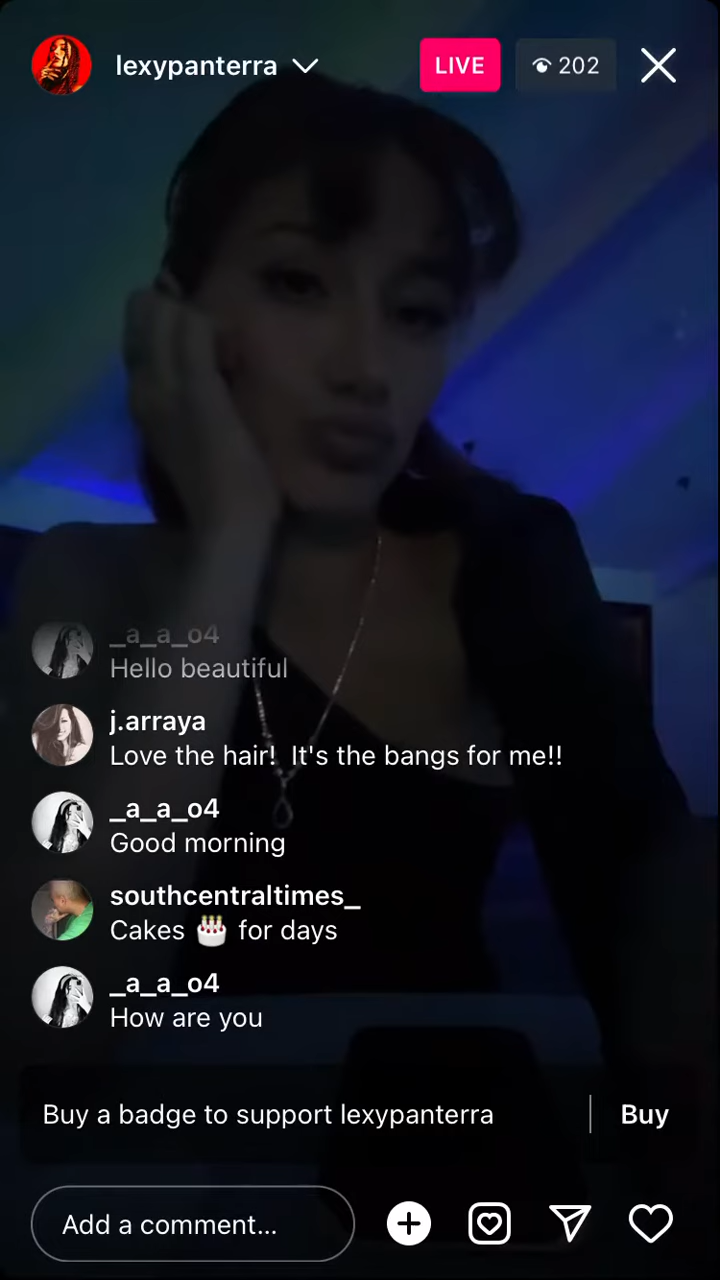 lexypanterra
LIVE
202
_a_a_o4
Hello beautiful
j.arraya
Love the hair!  It's the bangs for me!!
_a_a_o4
Good morning
southcentraltimes_
Cakes 🎂 for days
_a_a_o4
How are you
Buy a badge to support lexypanterra
Buy
Add a comment...